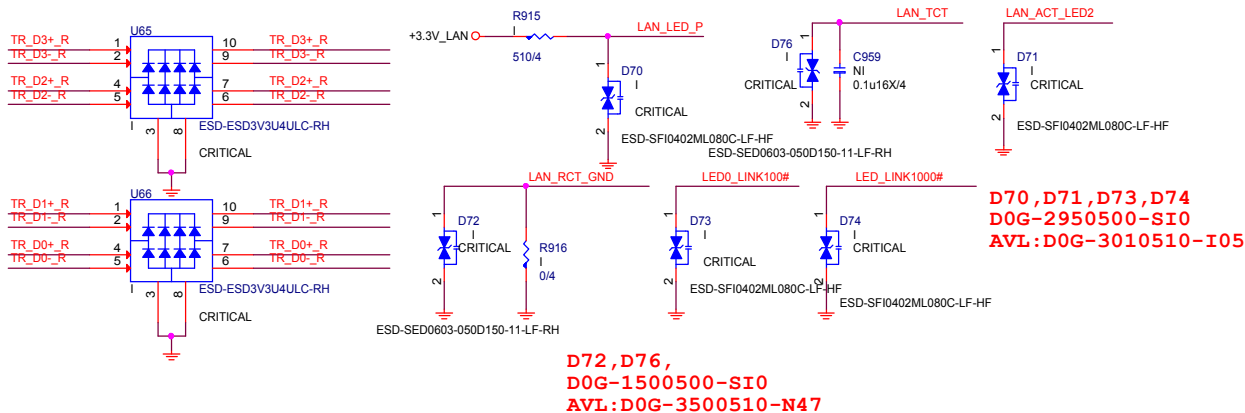 U65
TR_D3+_R 1 10 TR_D3+_R
TR_D3-_R 2 9 TR_D3-_R
TR_D2+_R 4 7 TR_D2+_R
TR_D2-_R 5 6 TR_D2-_R
I 3 8 ESD-ESD3V3U4ULC-RH
CRITICAL
R915
I
+3.3V_LAN
510/4
LAN_LED_P
1
D70
I
CRITICAL
2
ESD-SFI0402ML080C-LF-HF
LAN_TCT
1
D76
I
CRITICAL
2
C959
NI
0.1u16X/4
ESD-SED0603-050D150-11-LF-RH
LAN_ACT_LED2
1
D71
I
CRITICAL
2
ESD-SFI0402ML080C-LF-HF
U66
TR_D1+_R 1 10 TR_D1+_R
TR_D1-_R 2 9 TR_D1-_R
TR_D0+_R 4 7 TR_D0+_R
TR_D0-_R 5 6 TR_D0-_R
I 3 8 ESD-ESD3V3U4ULC-RH
CRITICAL
LAN_RCT_GND
1
D72
I
CRITICAL
2
R916
I
0/4
ESD-SED0603-050D150-11-LF-RH
LED0_LINK100#
1
D73
I
CRITICAL
2
ESD-SFI0402ML080C-LF-HF
LED_LINK1000#
1
D74
I
CRITICAL
2
ESD-SFI0402ML080C-LF-HF
D70,D71,D73,D74
D0G-2950500-SI0
AVL:D0G-3010510-I05
D72,D76,
D0G-1500500-SI0
AVL:D0G-3500510-N47